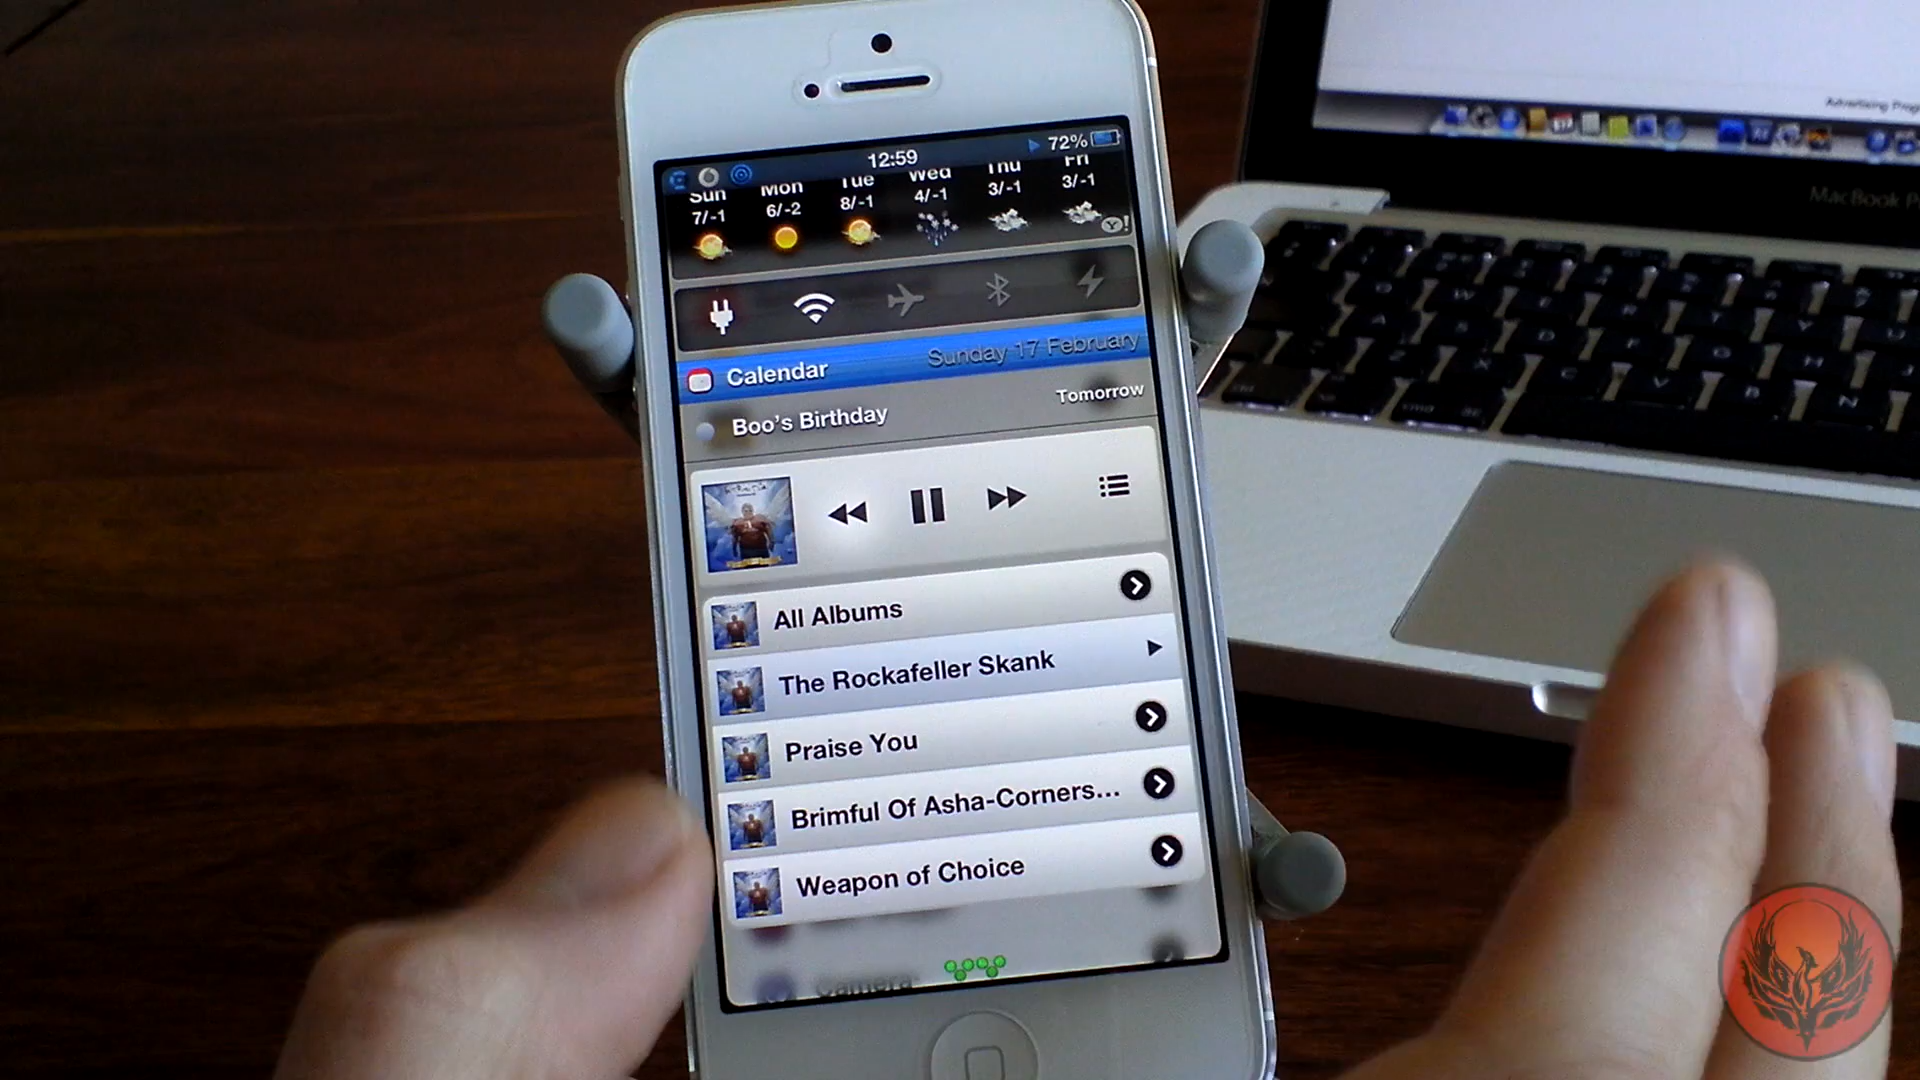 12:59
72%
Sun Mon Tue Wed Thu Fri
7/-1 6/-2 8/-1 4/-1 3/-1 3/-1
Y!
Calendar Sunday 17 February
Boo's Birthday Tomorrow
All Albums
The Rockafeller Skank
Praise You
Brimful Of Asha-Corners...
Weapon of Choice
Camera
MacBook P